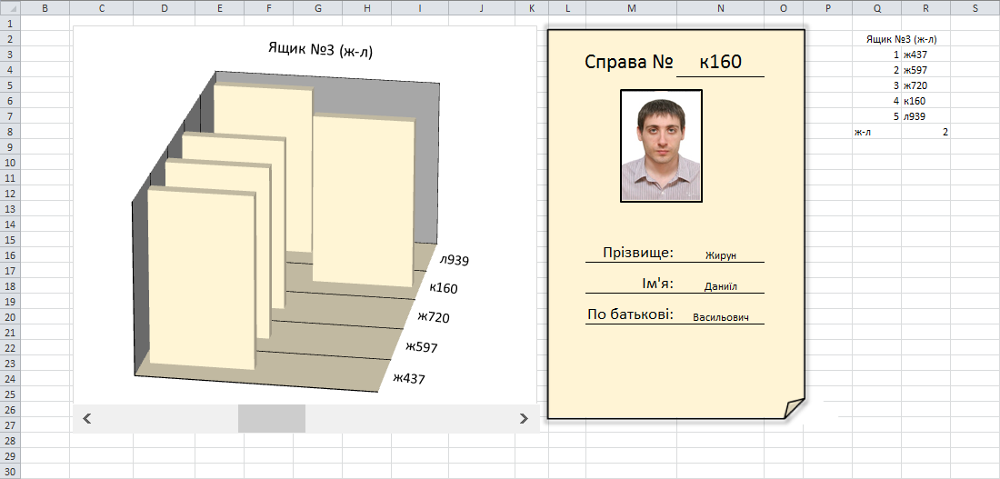 B C D E F G H I J K L M N O P Q R S
1
2
3
4
5
6
7
8
9
10
11
12
13
14
15
16
17
18
19
20
21
22
23
24
25
26
27
28
29
30
Ящик №3 (ж-л)
л939
к160
ж720
ж597
ж437
Справа № к160
Прізвище: Жирун
Ім'я: Даниїл
По батькові: Васильович
Ящик №3 (ж-л)
1 ж437
2 ж597
3 ж720
4 к160
5 л939
ж-л 2